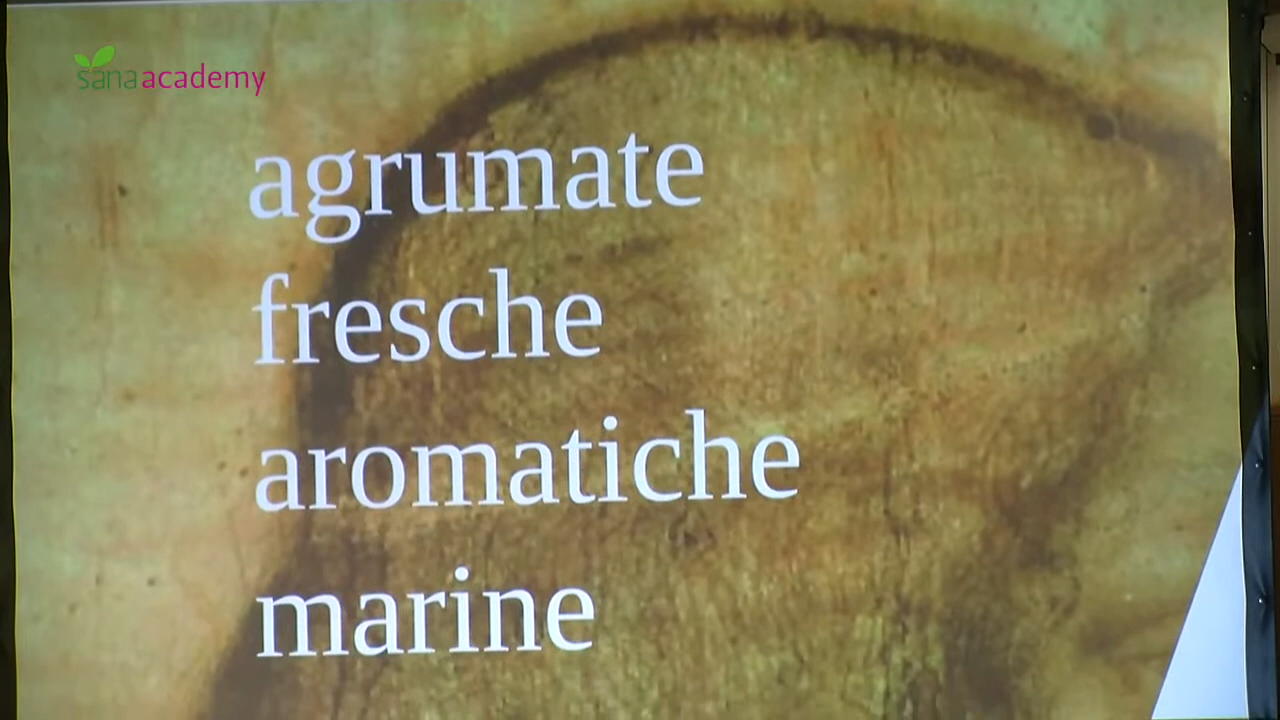 sanaacademy
agrumate
fresche
aromatiche
marine